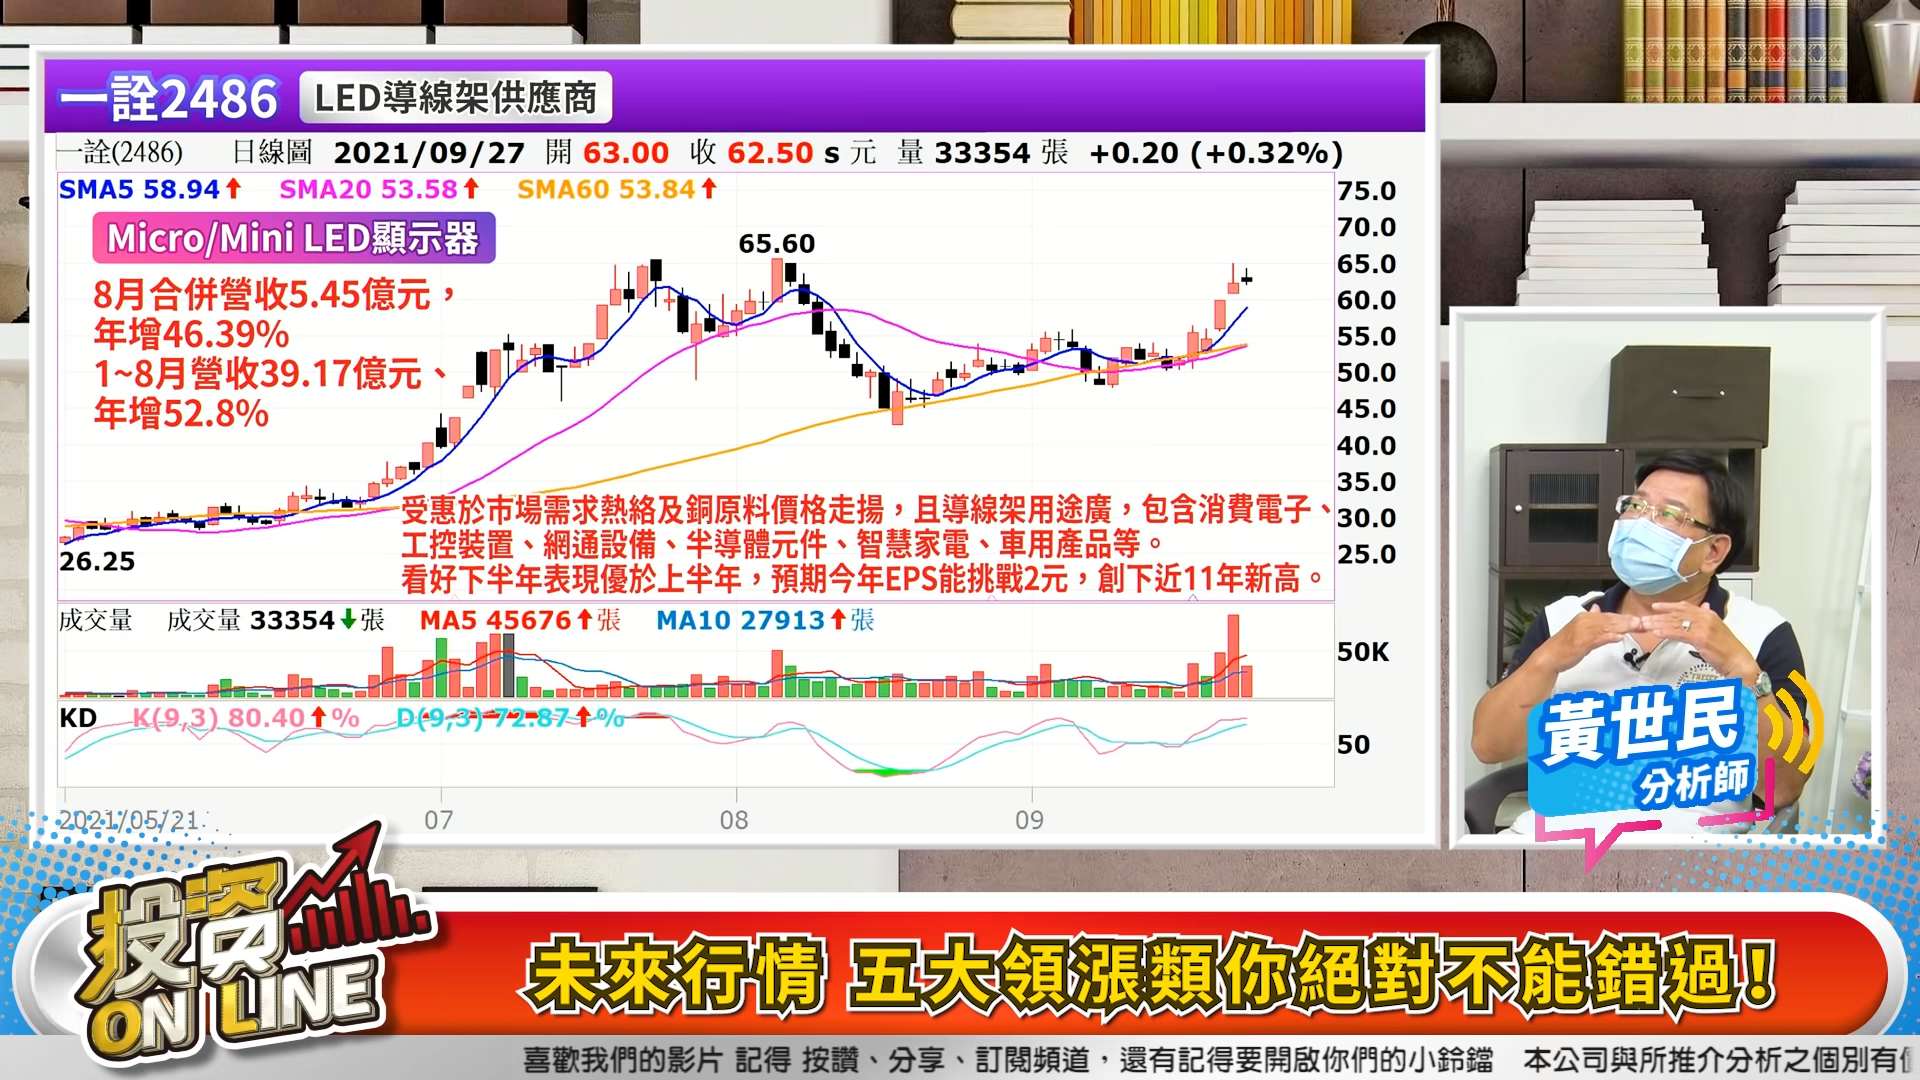 一詮2486 LED導線架供應商
一詮(2486) 日線圖 2021/09/27 開 63.00 收 62.50 s 元 量 33354 張 +0.20 (+0.32%)
SMA5 58.94↑ SMA20 53.58↑ SMA60 53.84↑
Micro/Mini LED顯示器
8月合併營收5.45億元，
年增46.39%
1~8月營收39.17億元、
年增52.8%
65.60
26.25
受惠於市場需求熱絡及銅原料價格走揚，且導線架用途廣，包含消費電子、
工控裝置、網通設備、半導體元件、智慧家電、車用產品等。
看好下半年表現優於上半年，預期今年EPS能挑戰2元，創下近11年新高。
75.0
70.0
65.0
60.0
55.0
50.0
45.0
40.0
35.0
30.0
25.0
成交量 成交量 33354↓張 MA5 45676↑張 MA10 27913↑張
50K
KD K(9,3) 80.40↑% D(9,3) 72.87↑%
50
2021/05/21 07 08 09
黃世民
分析師
投資
ON LINE
未來行情 五大領漲類你絕對不能錯過!
喜歡我們的影片 記得 按讚、分享、訂閱頻道，還有記得要開啟你們的小鈴鐺 本公司與所推介分析之個別有